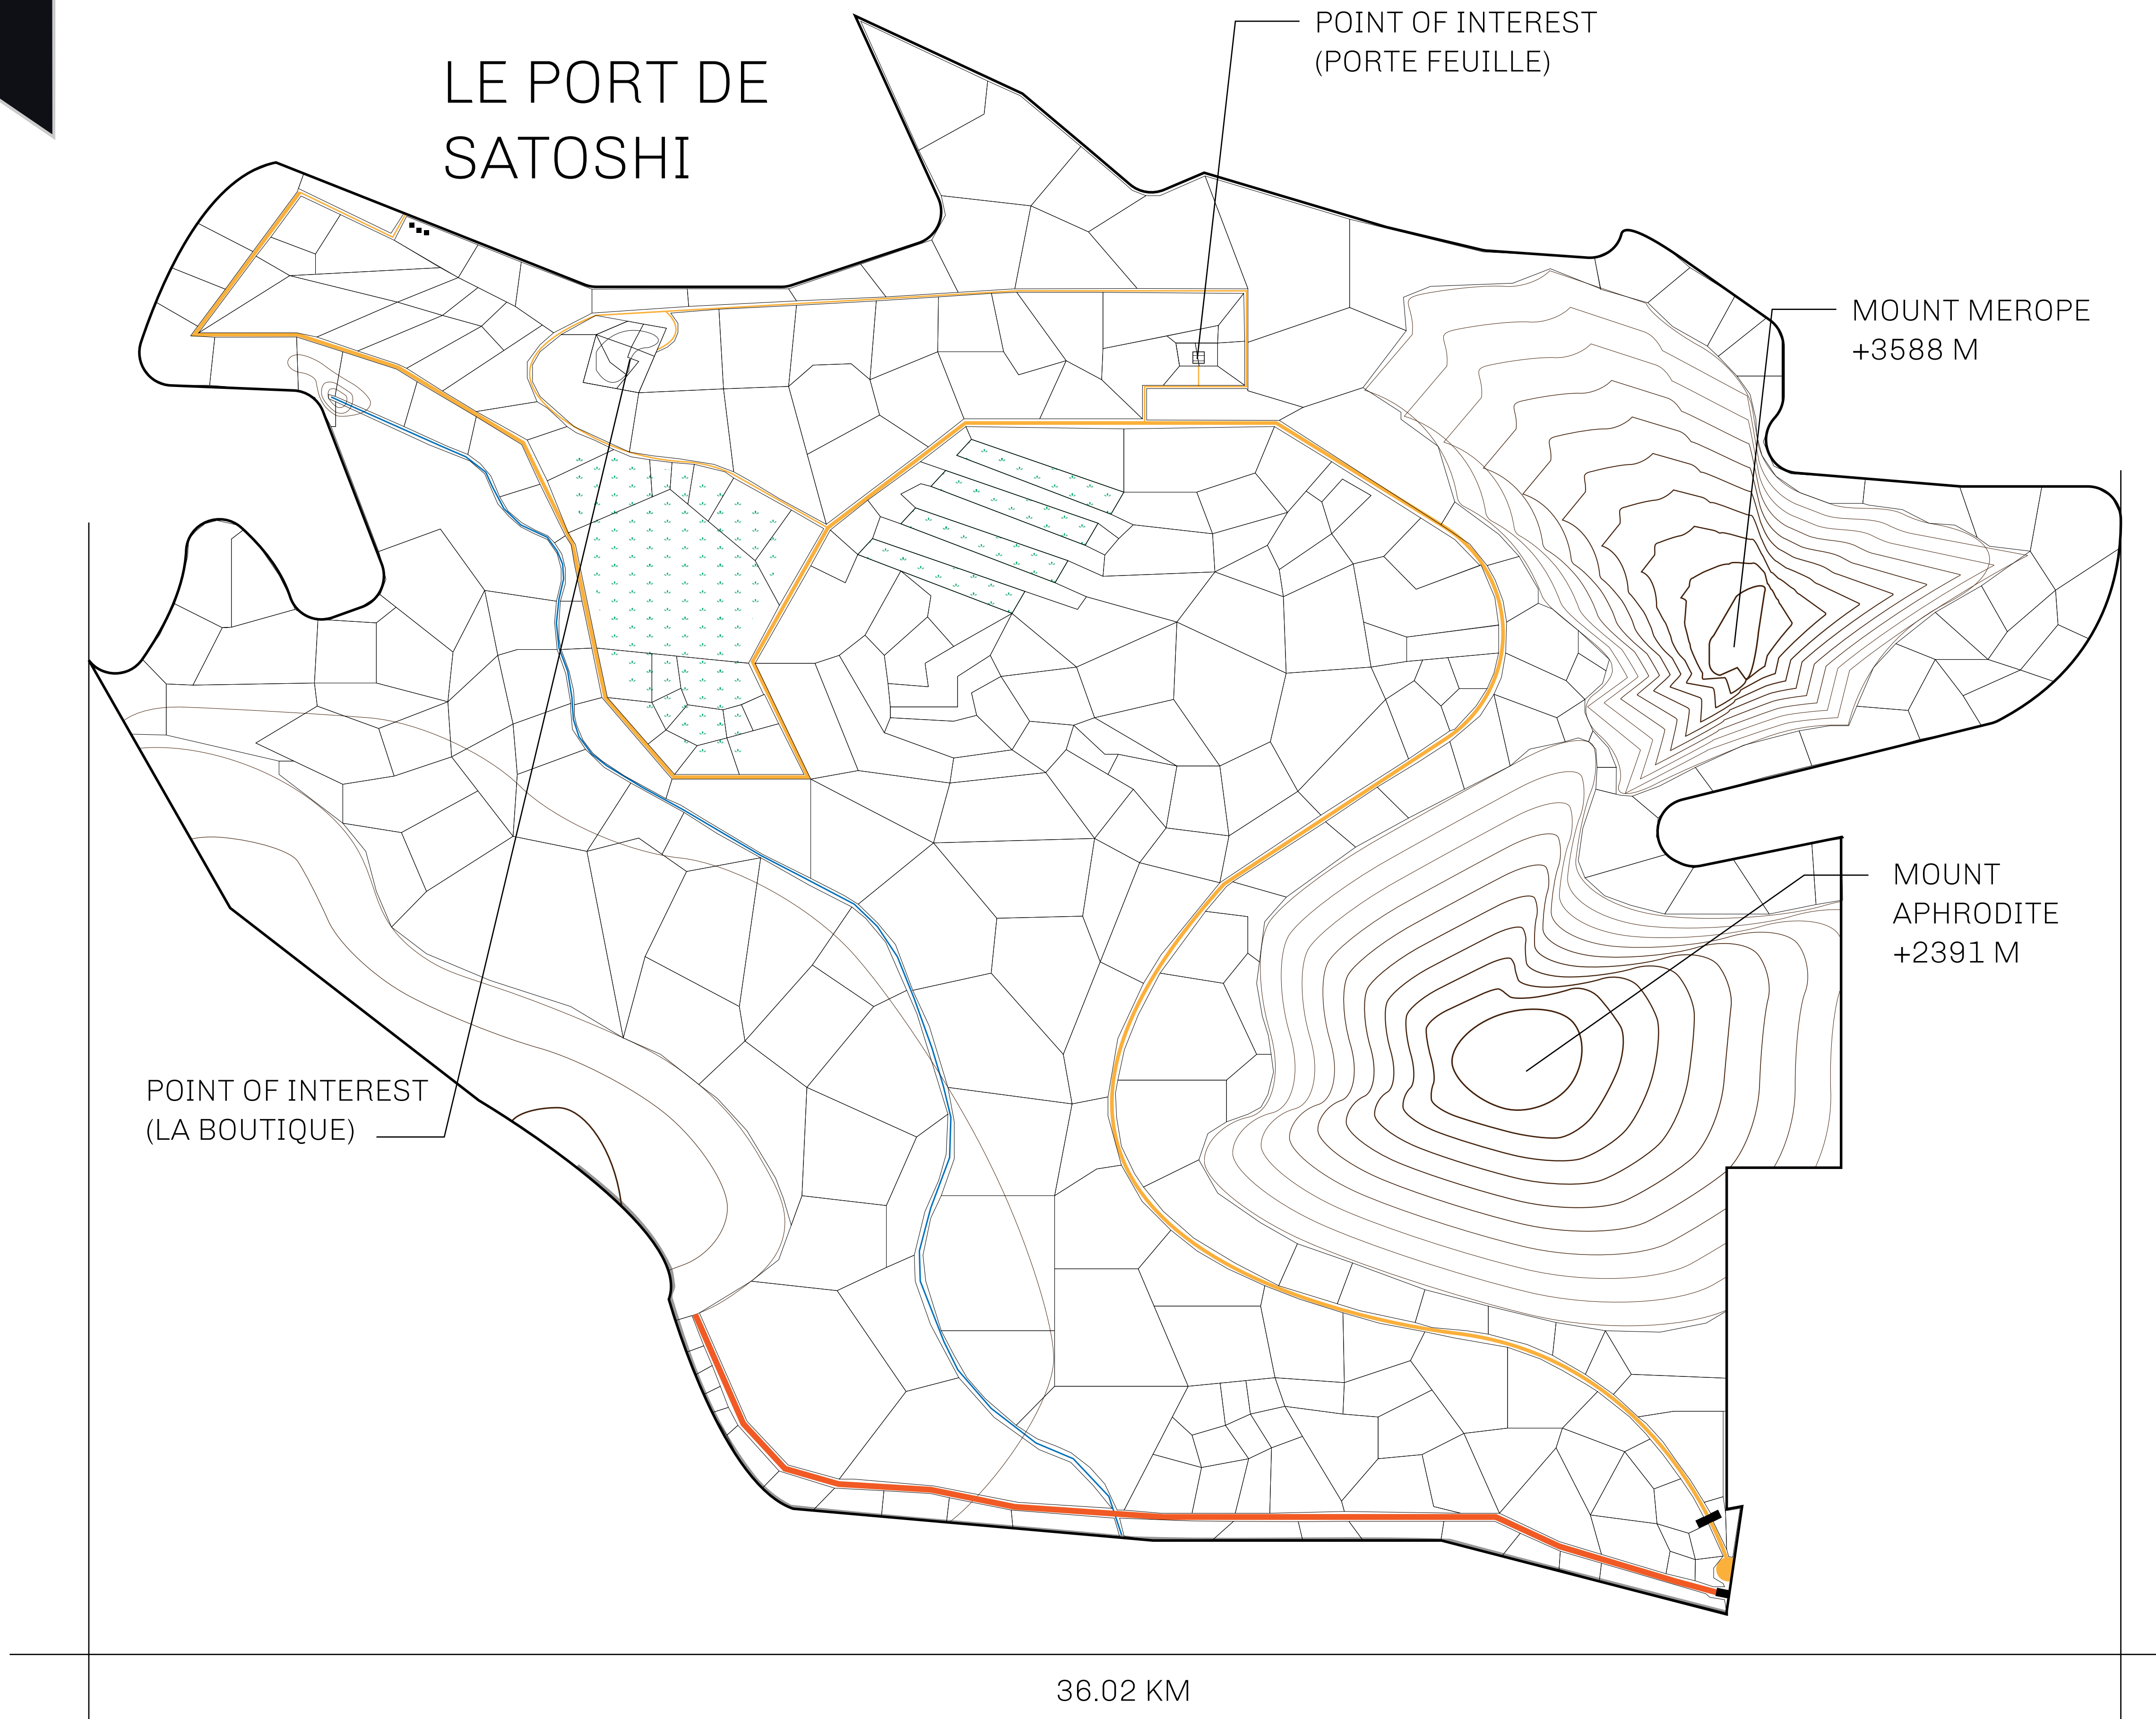 LE PORT DE
SATOSHI
POINT OF INTEREST
(PORTE FEUILLE)
MOUNT MEROPE
+3588 M
MOUNT
APHRODITE
+2391 M
POINT OF INTEREST
(LA BOUTIQUE)
36.02 KM